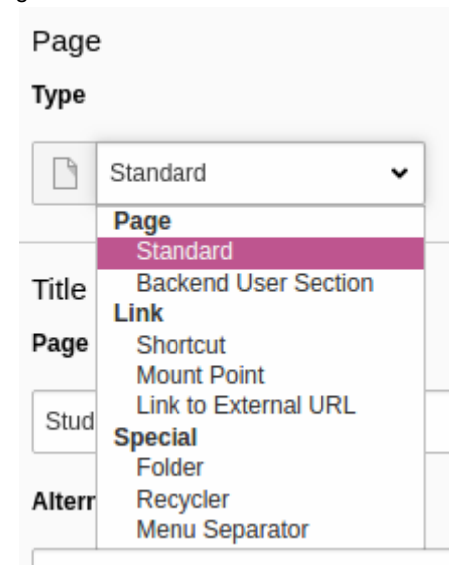 Page
Type
Standard
Page
Standard
Backend User Section
Link
Shortcut
Mount Point
Link to External URL
Special
Folder
Recycler
Menu Separator
Title
Page
Stud
Altern